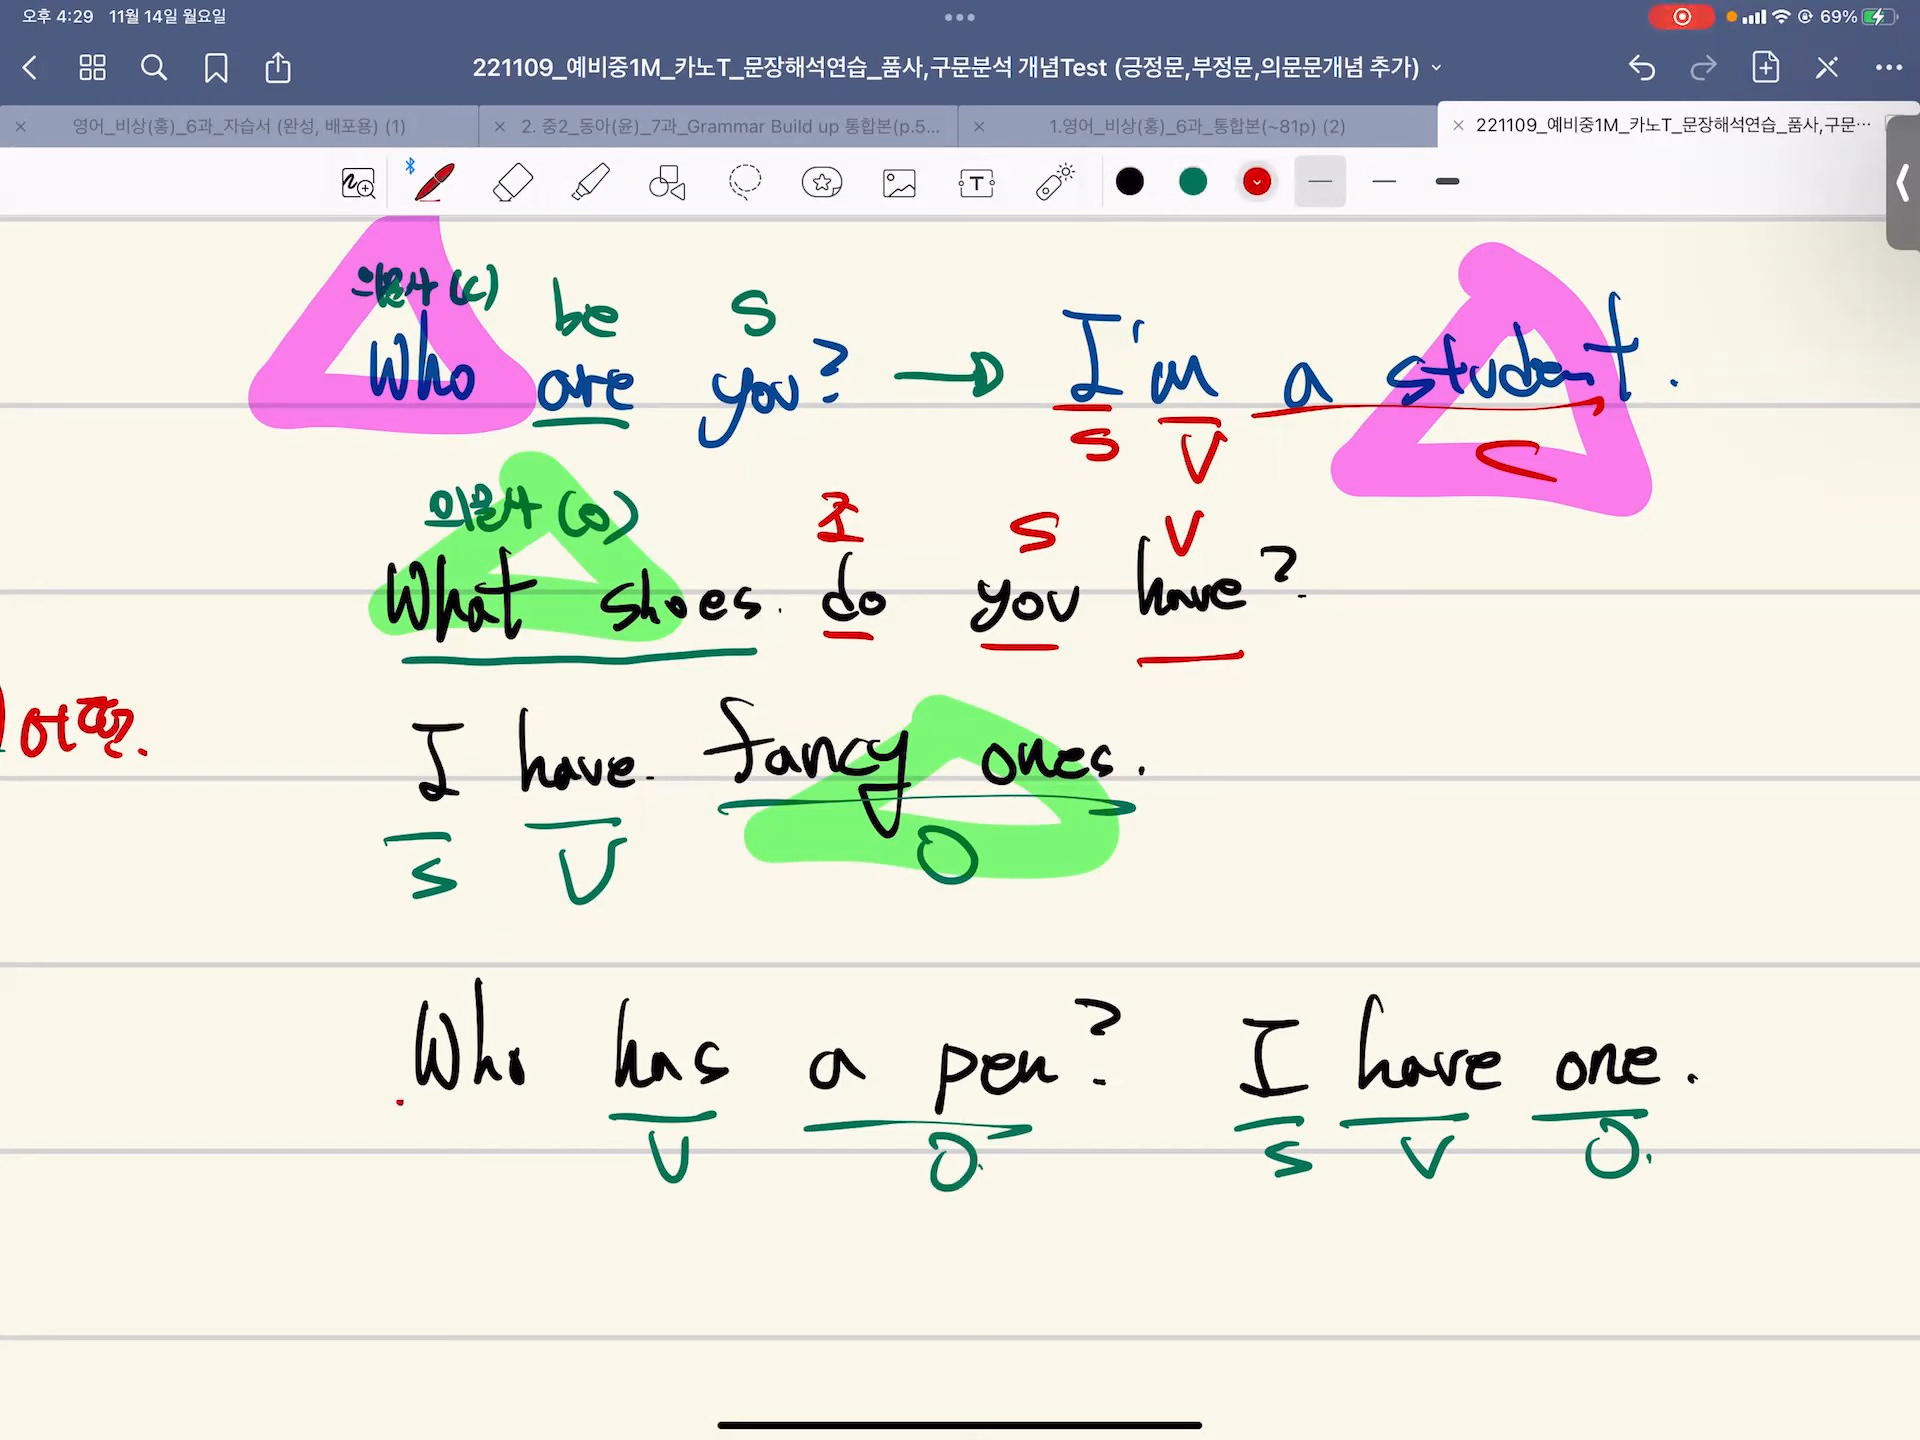 오후 4:29 11월 14일 월요일
69%
221109_예비중1M_카노T_문장해석연습_품사,구문분석 개념Test (긍정문,부정문,의문문개념 추가)
영어_비상(홍)_6과_자습서 (완성, 배포용) (1)
2. 중2_동아(윤)_7과_Grammar Build up 통합본(p.5...
1.영어_비상(홍)_6과_통합본(~81p) (2)
221109_예비중1M_카노T_문장해석연습_품사,구문…
의문사 (C) be S
Who are you? → I'm a student.
S V C
의문사 (O) 조 S V
What shoes do you have?
어떤.
I have fancy ones.
S V O
Who has a pen? I have one.
V O S V O